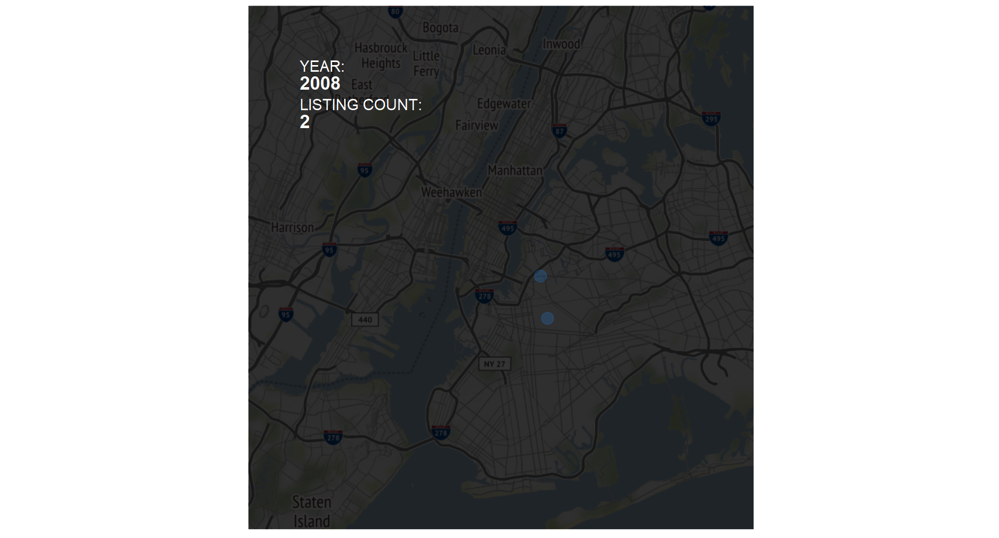 80
Bogota
Inwood
Hasbrouck
Heights
Little
Ferry
Leonia
YEAR:
2008
East
Rutherford
LISTING COUNT:
2
Edgewater
295
Fairview
87
95
Manhattan
Weehawken
Harrison
495
495
95
495
278
95
440
NY 27
278
278
Staten
Island